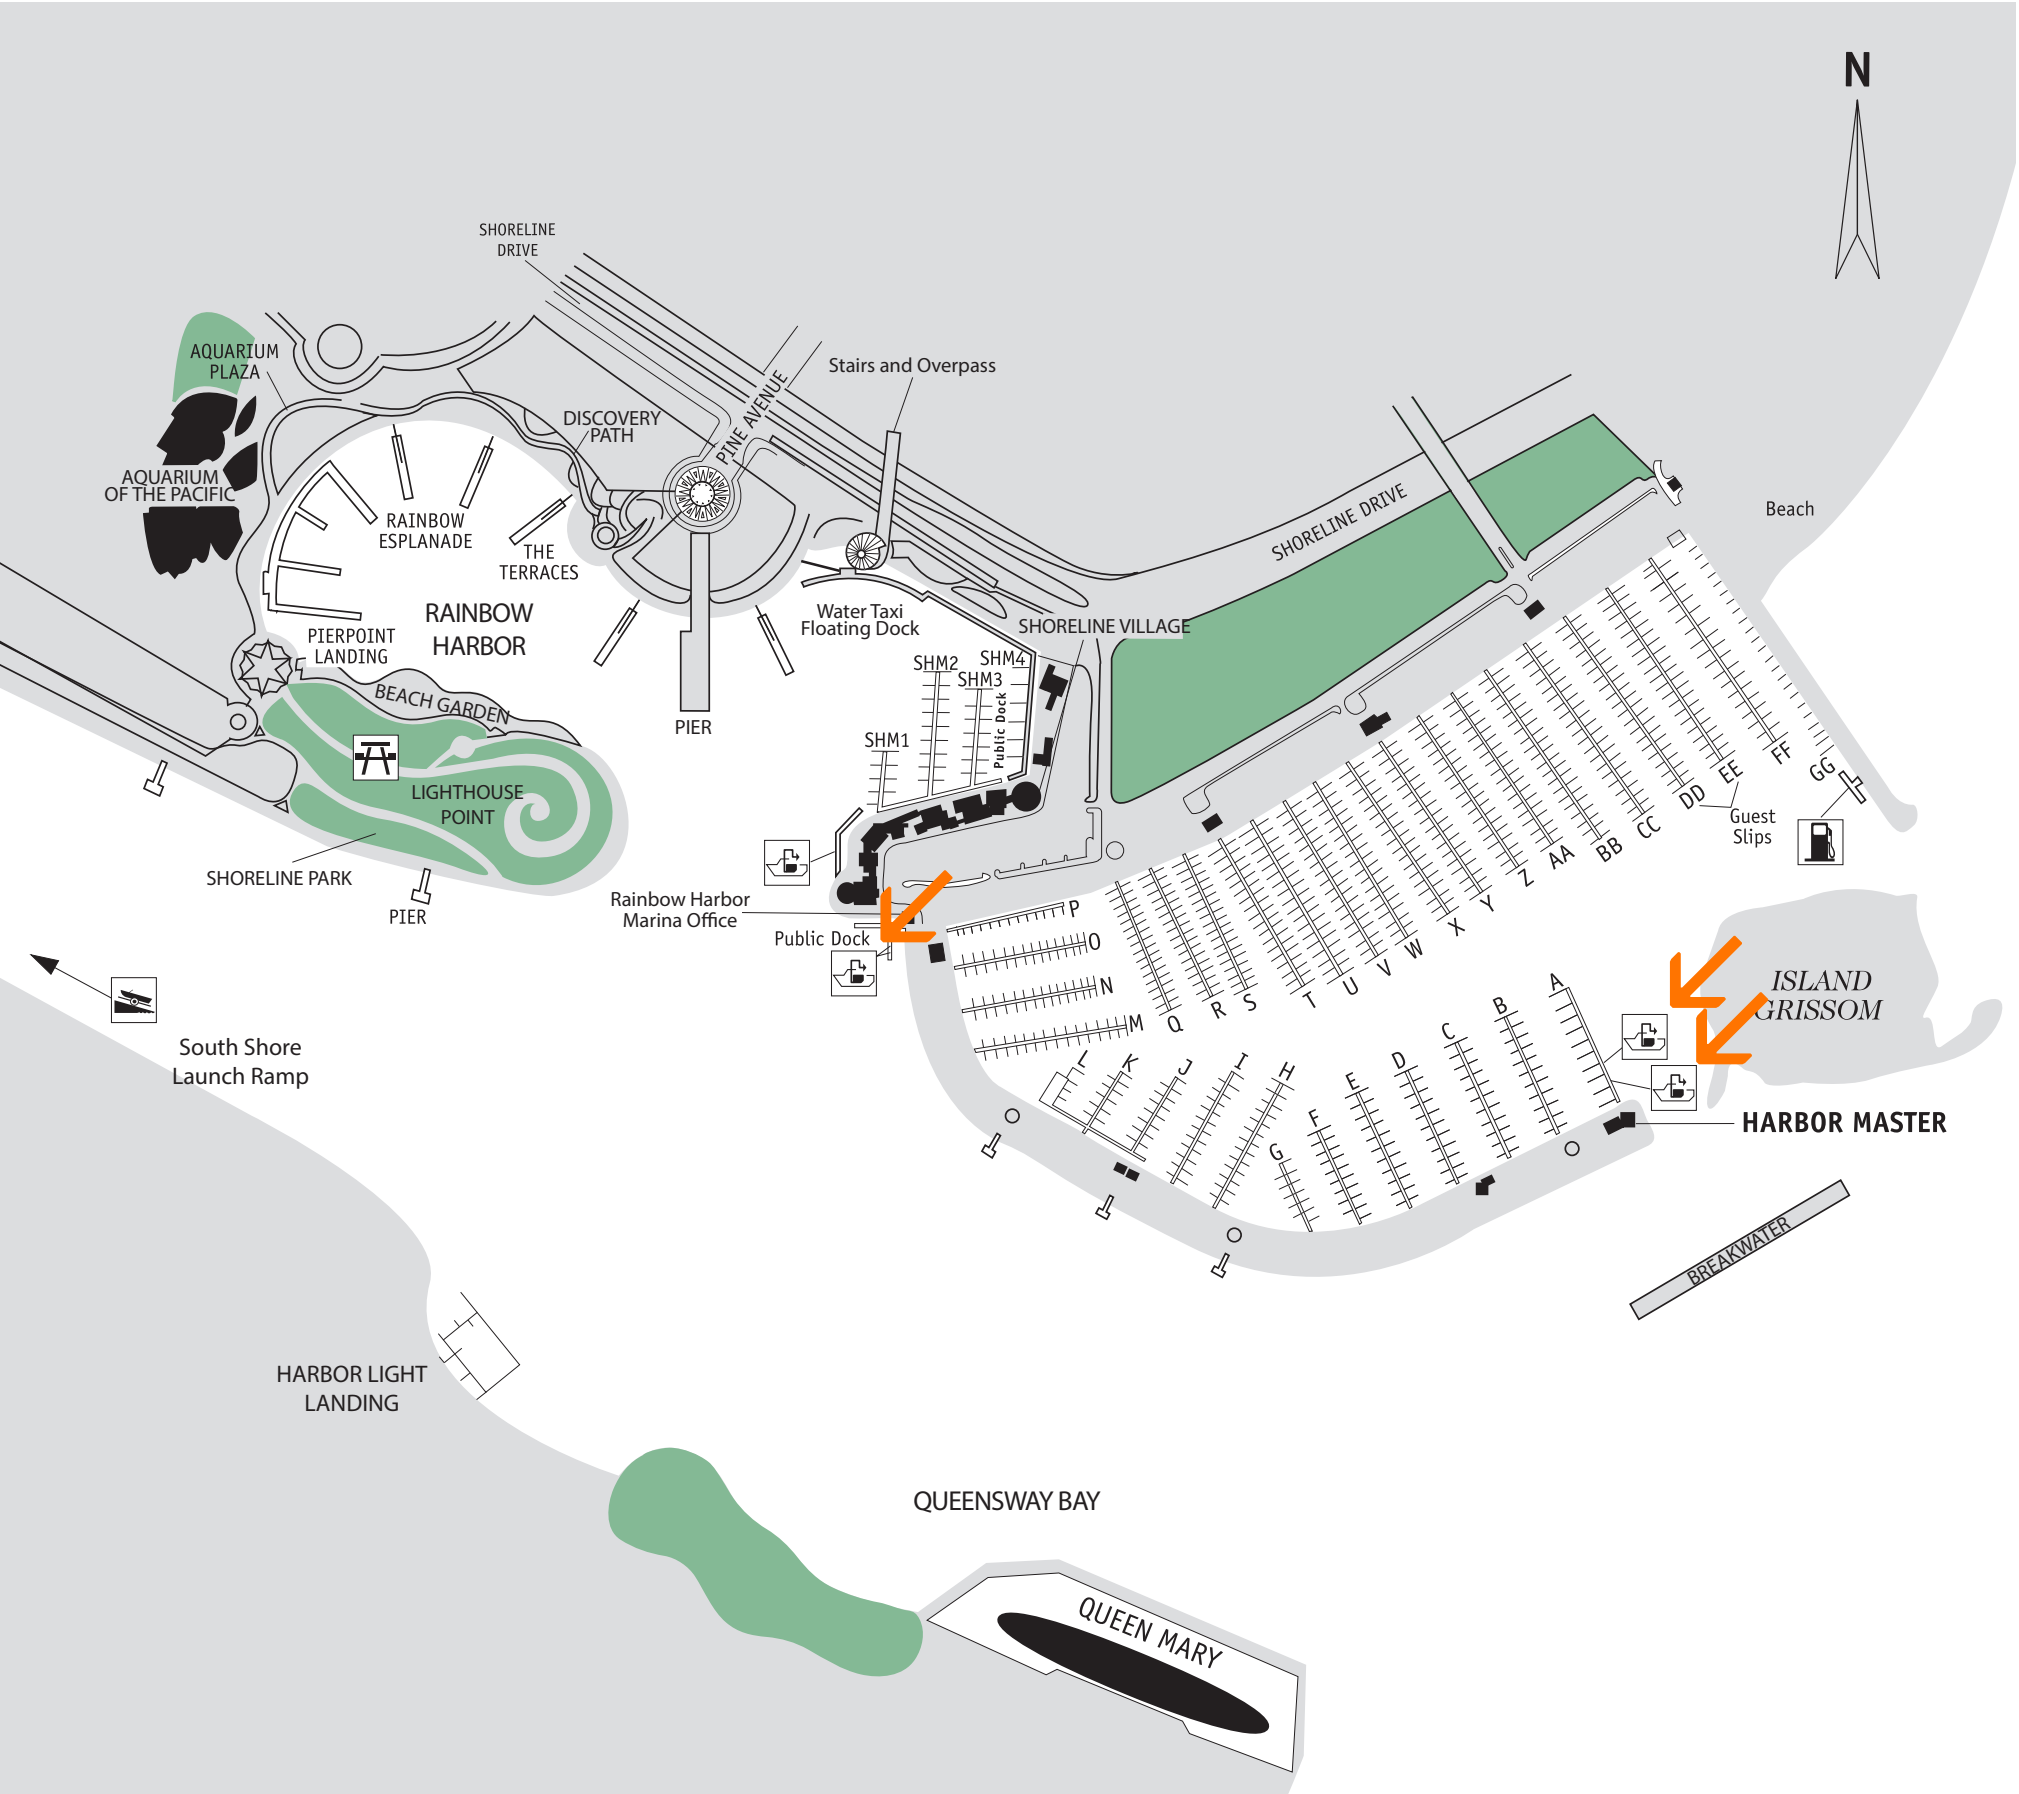 N
SHORELINE
DRIVE
AQUARIUM
PLAZA
Stairs and Overpass
PINE AVENUE
DISCOVERY
PATH
AQUARIUM
OF THE PACIFIC
RAINBOW
ESPLANADE
THE
TERRACES
SHORELINE DRIVE
Beach
RAINBOW
HARBOR
Water Taxi
Floating Dock
SHORELINE VILLAGE
PIERPOINT
LANDING
BEACH GARDEN
SHM2
SHM4
SHM3
Public Dock
SHM1
PIER
LIGHTHOUSE
POINT
SHORELINE PARK
PIER
Rainbow Harbor
Marina Office
Public Dock
P
O
N
M
Q
R
S
T
U
V
W
X
Y
Z
AA
BB
CC
DD
EE
FF
GG
Guest
Slips
L
K
J
I
H
G
F
E
D
C
B
A
ISLAND
GRISSOM
HARBOR MASTER
BREAKWATER
South Shore
Launch Ramp
HARBOR LIGHT
LANDING
QUEENSWAY BAY
QUEEN MARY